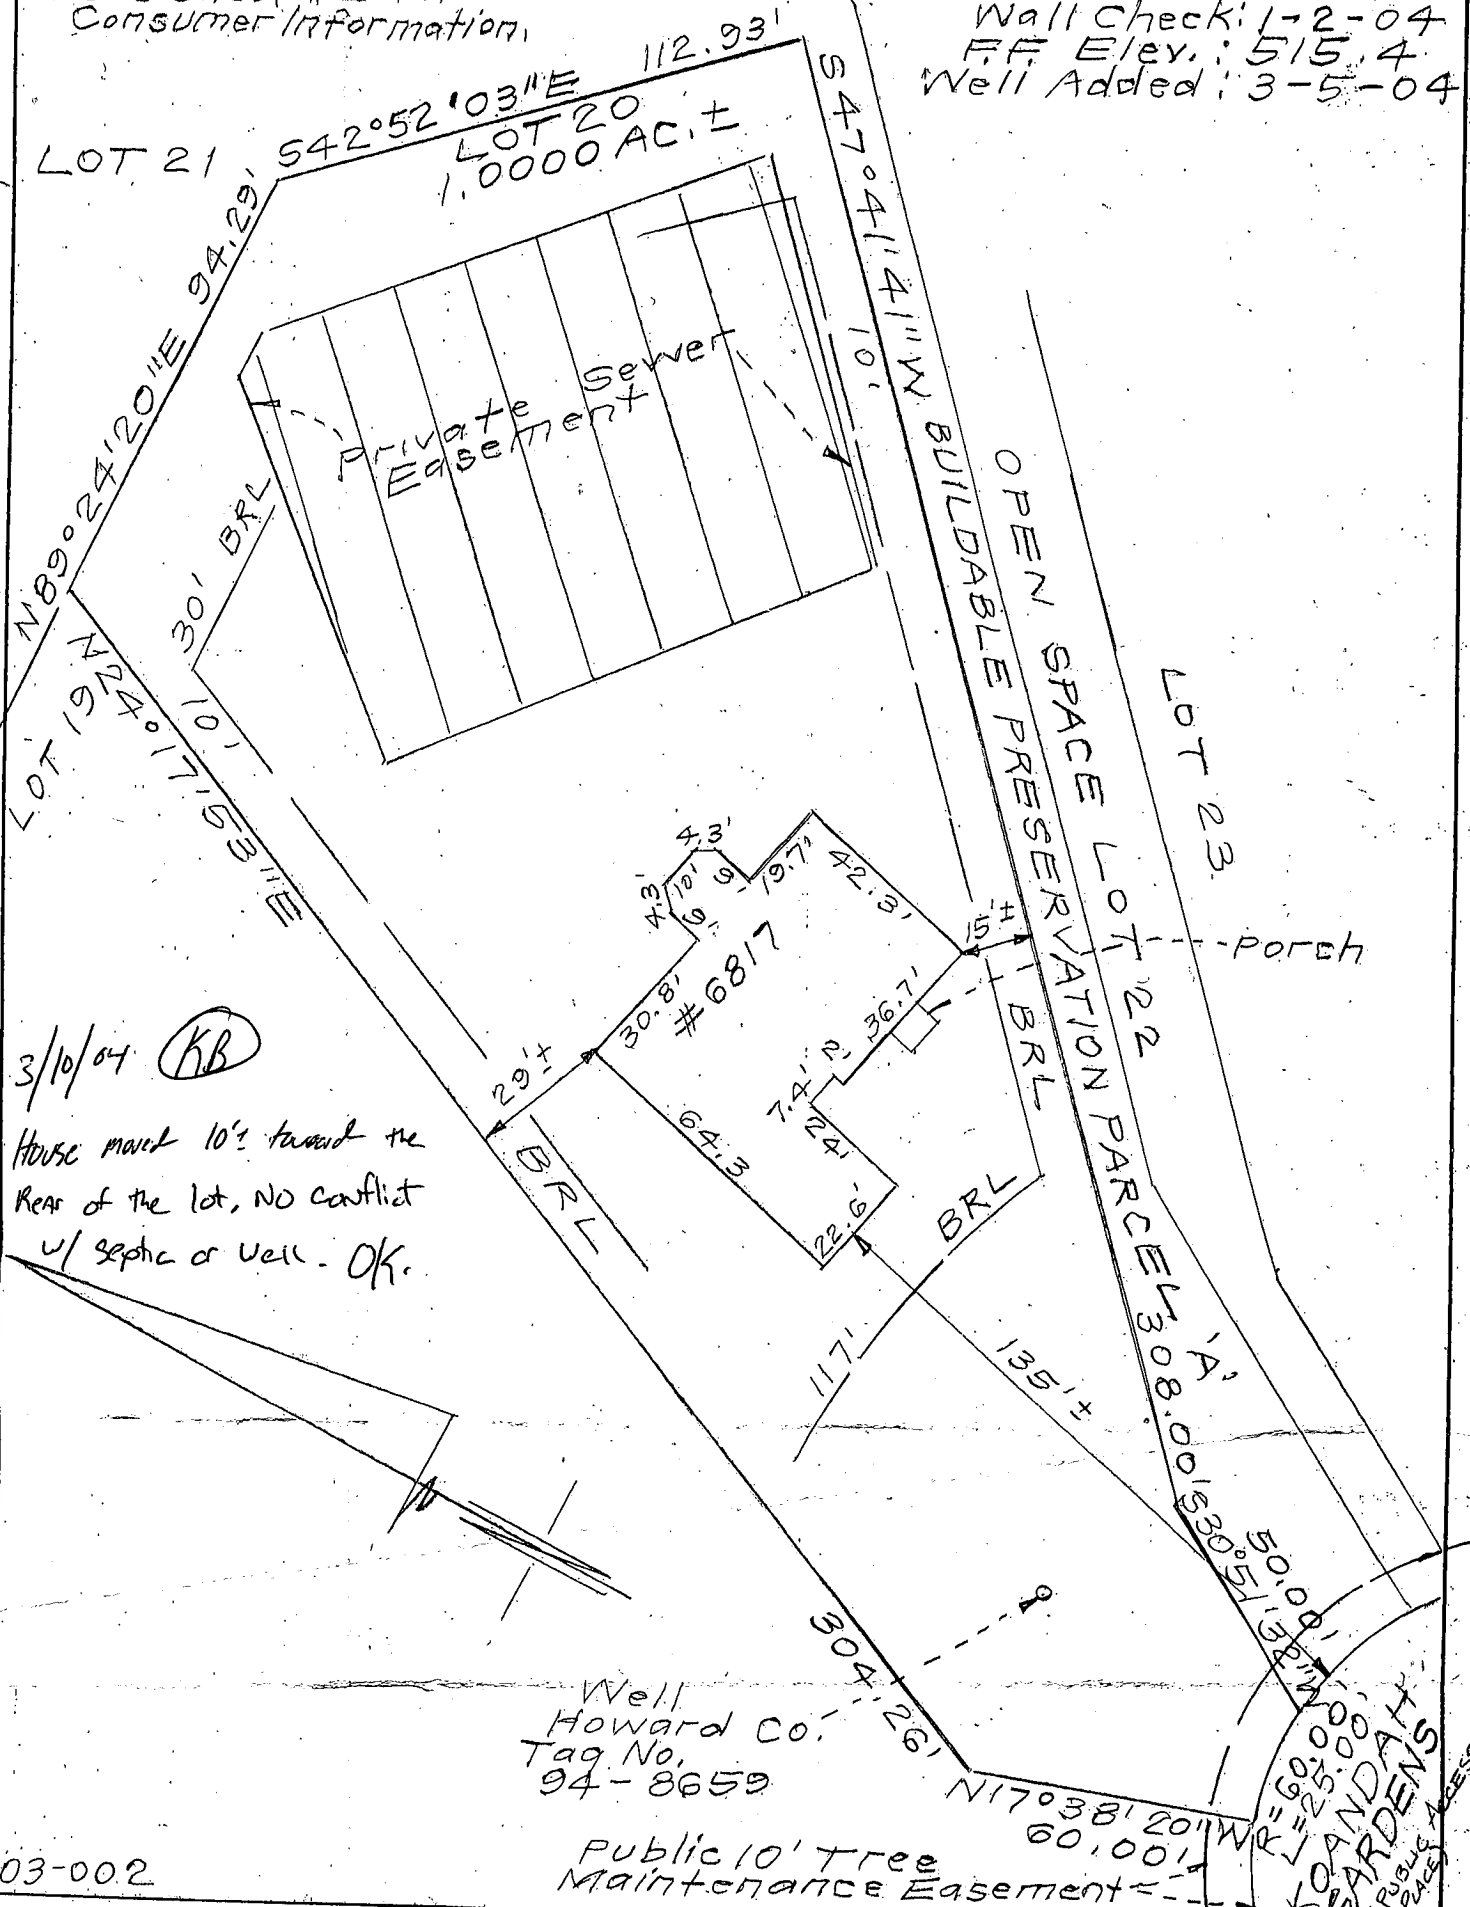 Consumer Information.
Wall Check: 1-2-04
F.F. Elev.: 515.4
Well Added: 3-5-04
LOT 21
S42°52'03"E 112.93'
LOT 20
1.0000 AC.±
N89°24'20"E 94.29'
S47°41'41"W
308.00'
10'
Private Sewer
Easement
30' BRL
LOT 19
N24°17'53"E
304.26'
10'
BUILDABLE PRESERVATION PARCEL 'A'
OPEN SPACE LOT 22
LOT 23
4.3'
4.3'
10'
9'
9'
19.7'
42.3'
15'±
Porch
#6817
30.8'
36.7'
2'
7.4'
24'
64.3
22.6'
29'±
BRL
BRL
BRL
117'
135'±
3/10/04 KB
House moved 10'± toward the
Rear of the lot, NO conflict
w/ septic or well. OK.
N
S30°51'32"W
50.00'
Well
Howard Co.
Tag No.
94-8659
N17°38'20"W
60.00'
R=60.00'
L=25.00'
GARDENS
PUBLIC ACCESS
PLACE
Public 10' Tree
Maintenance Easement
03-002